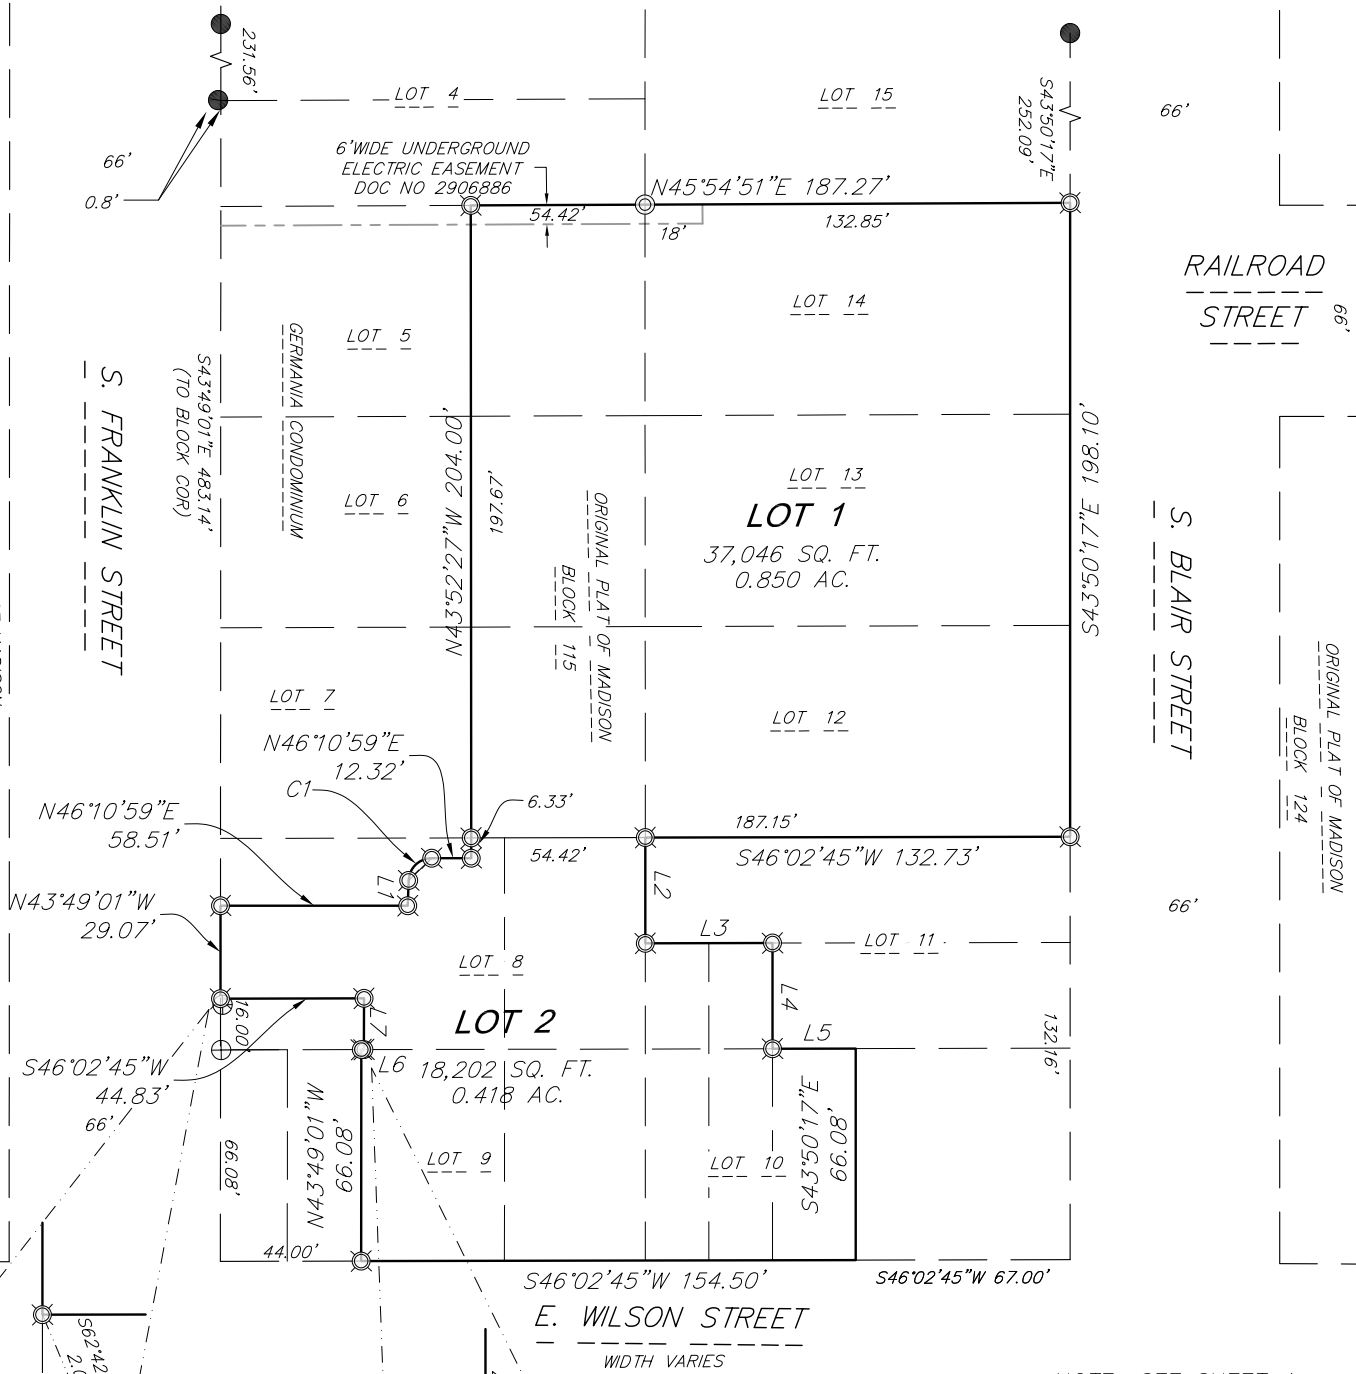 231.56'
LOT 4
LOT 15
S43°50'17"E
252.09'
66'
66'
0.8'
6'WIDE UNDERGROUND
ELECTRIC EASEMENT
DOC NO 2906886
N45°54'51"E 187.27'
54.42'
18'
132.85'
RAILROAD
STREET
66'
LOT 14
LOT 5
GERMANIA CONDOMINIUM
S43°49'01"E 483.14'
(TO BLOCK COR)
S. FRANKLIN STREET
N43°52'27"W 204.00'
197.67'
LOT 6
LOT 13
LOT 1
37,046 SQ. FT.
0.850 AC.
S43°50'17"E 198.10'
S. BLAIR STREET
ORIGINAL PLAT OF MADISON
BLOCK 115
ORIGINAL PLAT OF MADISON
BLOCK 124
LOT 7
LOT 12
N46°10'59"E
12.32'
C1
6.33'
N46°10'59"E
58.51'
187.15'
54.42'
S46°02'45"W 132.73'
L1
L2
66'
N43°49'01"W
29.07'
L3
LOT 11
LOT 8
L4
LOT 2
16.00'
L7
L5
132.16'
S46°02'45"W
44.83'
L6
18,202 SQ. FT.
0.418 AC.
66'
66.08'
N43°49'01"W
66.08'
S43°50'17"E
66.08'
LOT 9
LOT 10
44.00'
S46°02'45"W 154.50'
S46°02'45"W 67.00'
E. WILSON STREET
WIDTH VARIES
S62°42